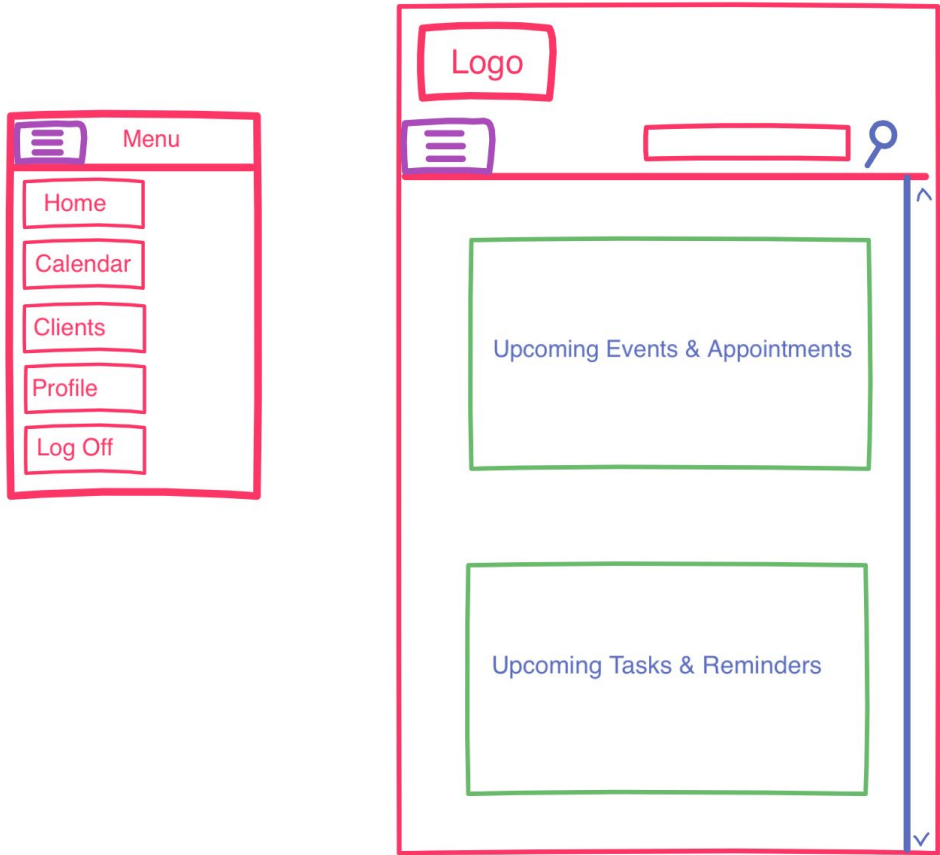 Menu
Home
Calendar
Clients
Profile
Log Off
Logo
Upcoming Events & Appointments
Upcoming Tasks & Reminders